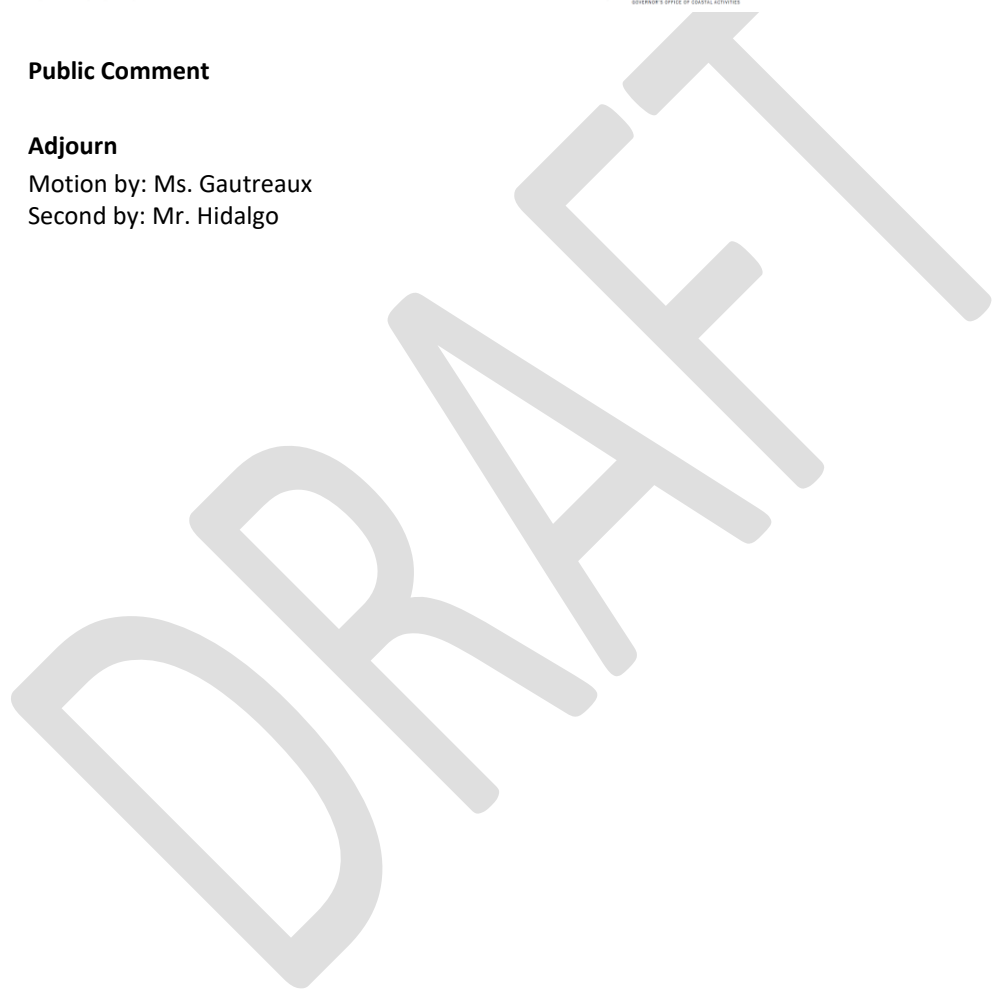 GOVERNOR'S OFFICE OF COASTAL ACTIVITIES
Public Comment
Adjourn
Motion by: Ms. Gautreaux
Second by: Mr. Hidalgo
DRAFT